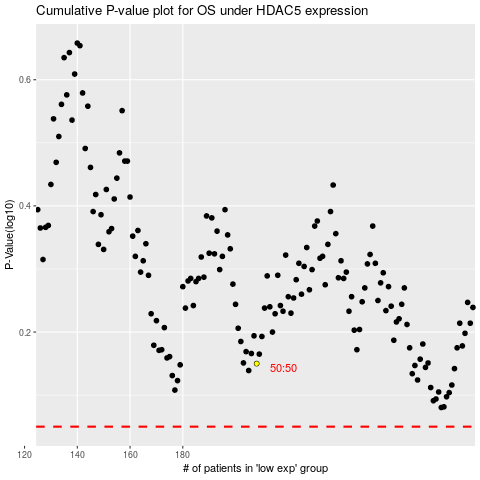 Cumulative P-value plot for OS under HDAC5 expression
P-Value(log10)
0.6
0.4
0.2
50:50
120
140
160
180
# of patients in 'low exp' group